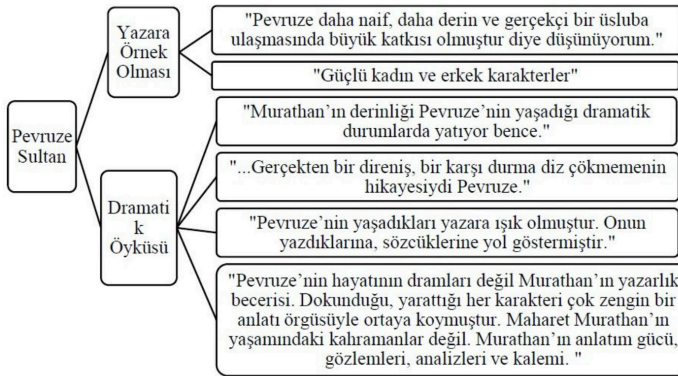 Pevruze
Sultan
Yazara
Örnek
Olması
"Pevruze daha naif, daha derin ve gerçekçi bir üsluba
ulaşmasında büyük katkısı olmuştur diye düşünüyorum."
"Güçlü kadın ve erkek karakterler"
Dramati
k
Öyküsü
"Murathan’ın derinliği Pevruze’nin yaşadığı dramatik
durumlarda yatıyor bence."
"...Gerçekten bir direniş, bir karşı durma diz çökmemenin
hikayesiydi Pevruze."
"Pevruze’nin yaşadıkları yazara ışık olmuştur. Onun
yazdıklarına, sözcüklerine yol göstermiştir."
"Pevruze’nin hayatının dramları değil Murathan’ın yazarlık
becerisi. Dokunduğu, yarattığı her karakteri çok zengin bir
anlatı örgüsüyle ortaya koymuştur. Maharet Murathan’ın
yaşamındaki kahramanlar değil. Murathan’ın anlatım gücü,
gözlemleri, analizleri ve kalemi. "